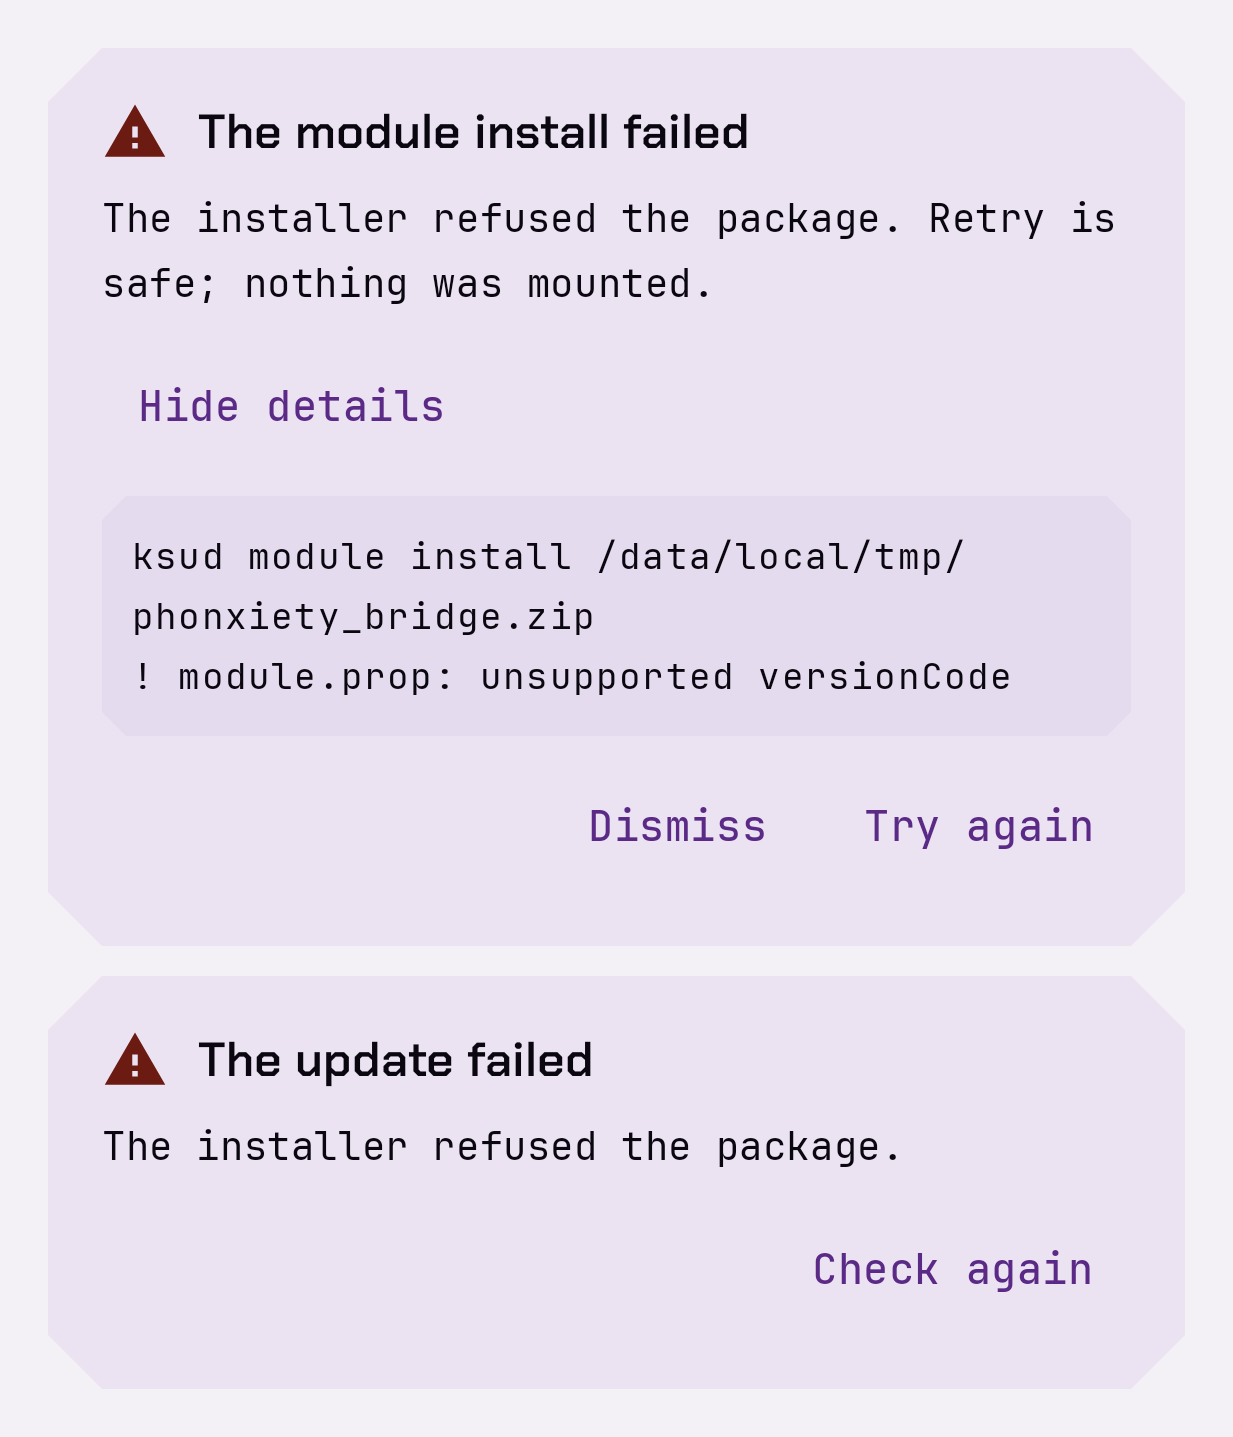 The module install failed
The installer refused the package. Retry is
safe; nothing was mounted.
Hide details
ksud module install /data/local/tmp/
phonxiety_bridge.zip
! module.prop: unsupported versionCode
Dismiss Try again
The update failed
The installer refused the package.
Check again